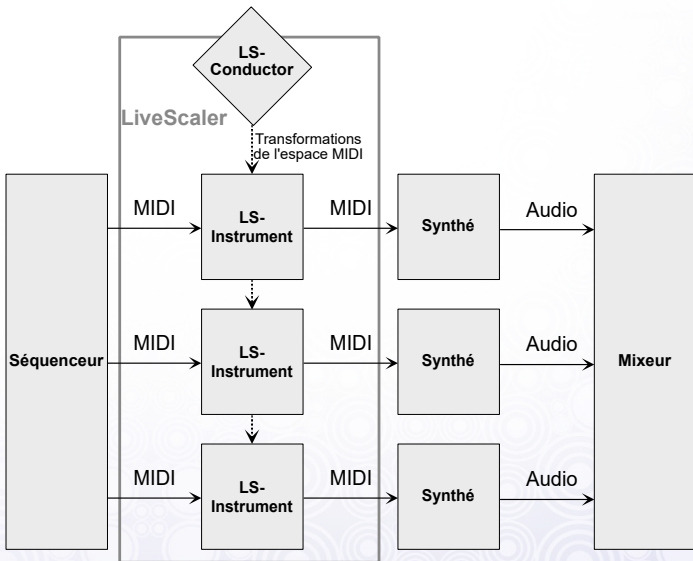 LS-
Conductor
LiveScaler
Transformations
de l'espace MIDI
MIDI
LS-
Instrument
MIDI
Synthé
Audio
Séquenceur
MIDI
LS-
Instrument
MIDI
Synthé
Audio
Mixeur
MIDI
LS-
Instrument
MIDI
Synthé
Audio